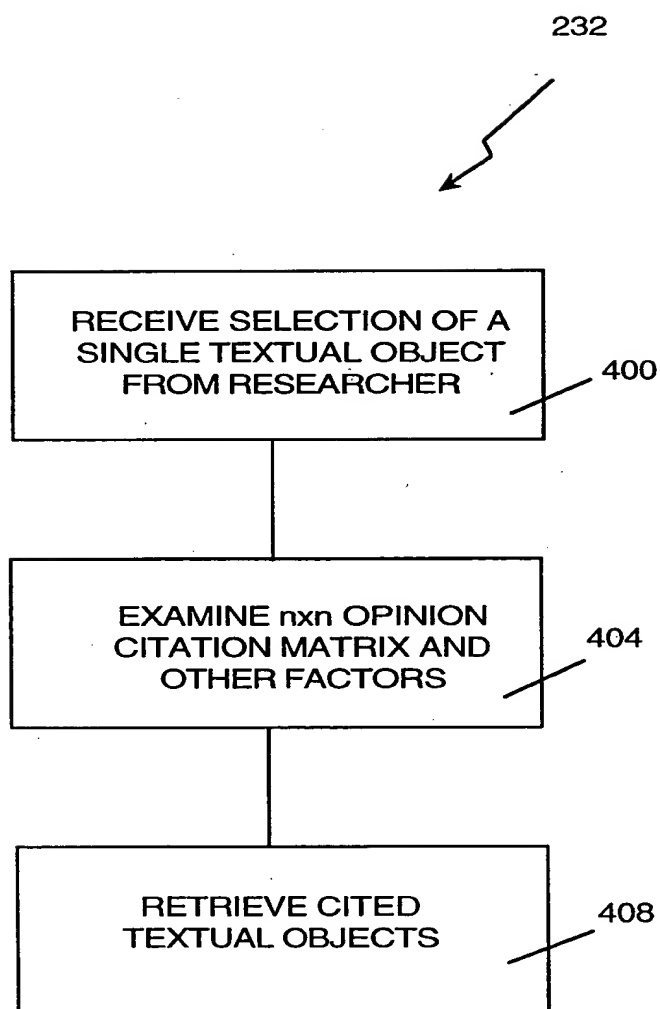 232
RECEIVE SELECTION OF A
SINGLE TEXTUAL OBJECT
FROM RESEARCHER
400
EXAMINE nxn OPINION
CITATION MATRIX AND
OTHER FACTORS
404
RETRIEVE CITED
TEXTUAL OBJECTS
408